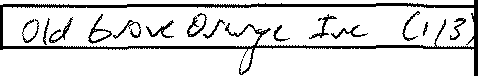 Old Grove Orange Inc (1/3)